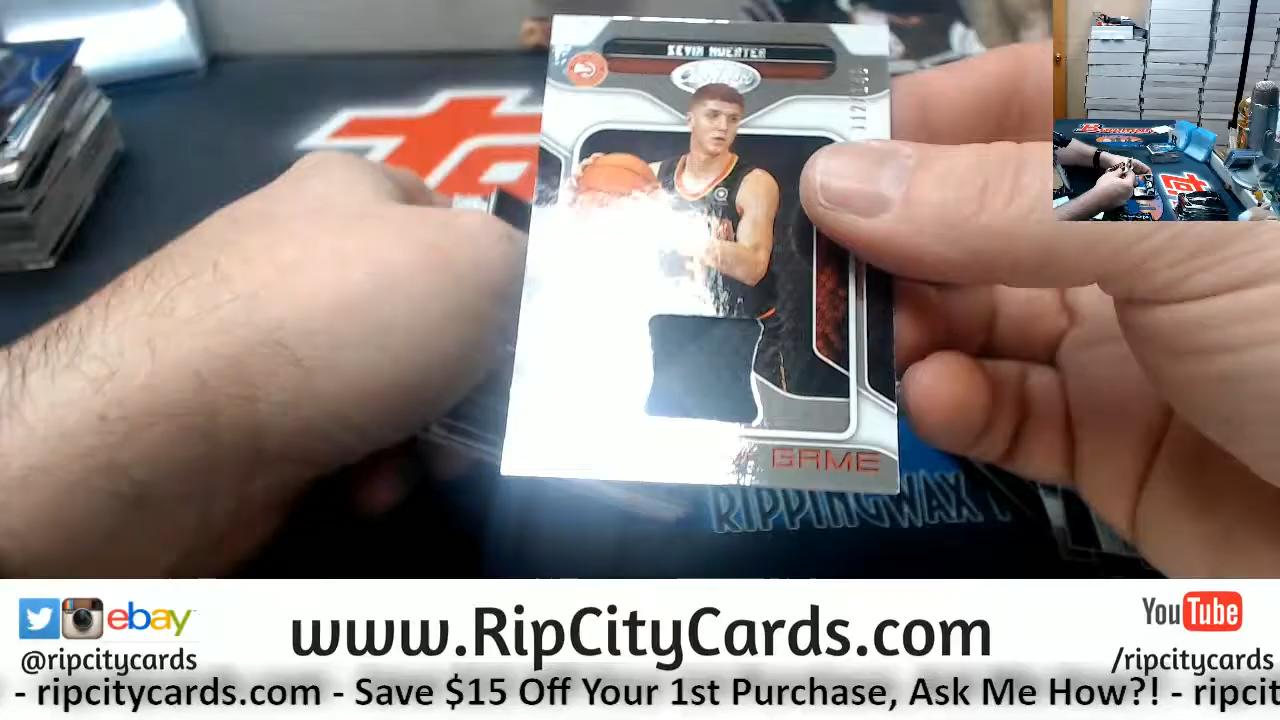 KEVIN HUERTER
GAME
RIPPINGWAX
ebay
www.RipCityCards.com
YouTube
@ripcitycards
/ripcitycards
- ripcitycards.com - Save $15 Off Your 1st Purchase, Ask Me How?! - ripcit